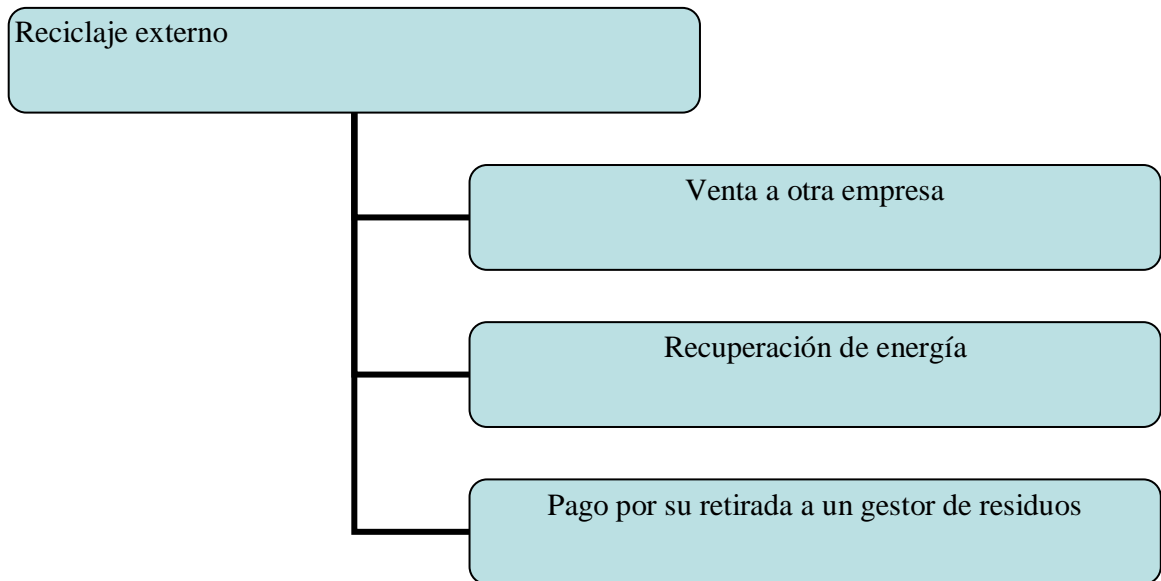 Reciclaje externo
Venta a otra empresa
Recuperación de energía
Pago por su retirada a un gestor de residuos